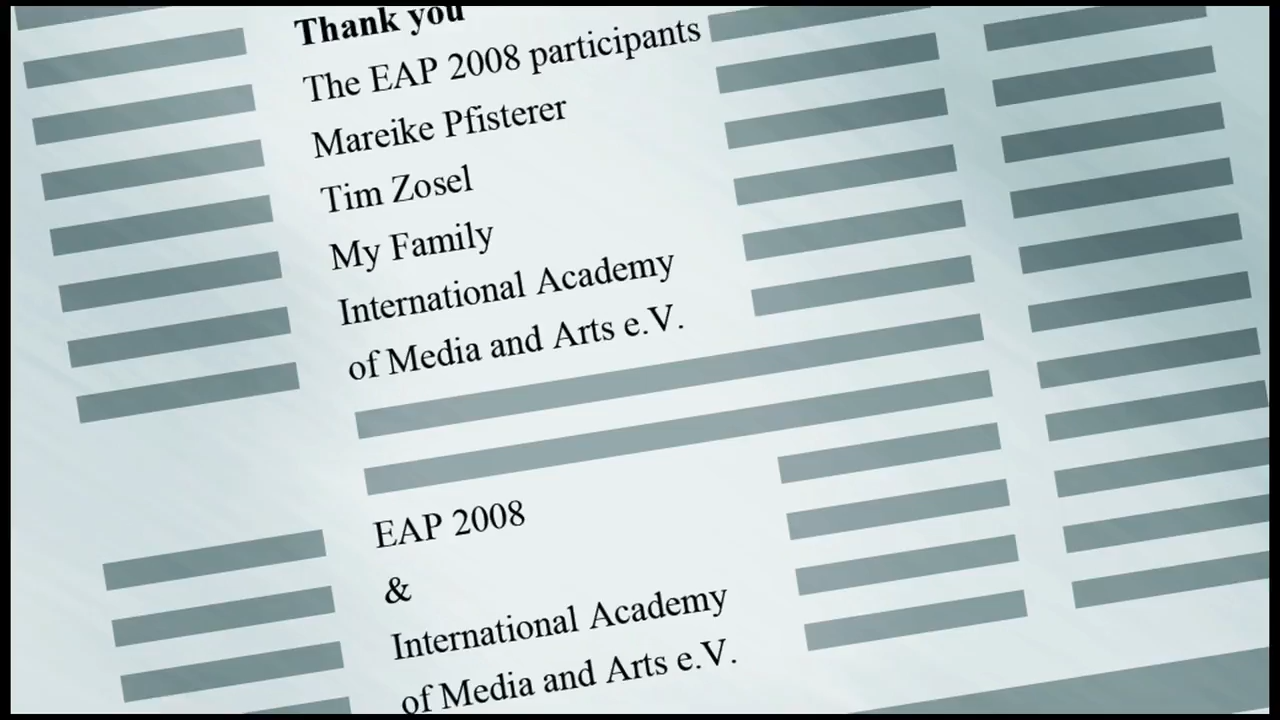 Thank you
The EAP 2008 participants
Mareike Pfisterer
Tim Zosel
My Family
International Academy
of Media and Arts e.V.
EAP 2008
&
International Academy
of Media and Arts e.V.